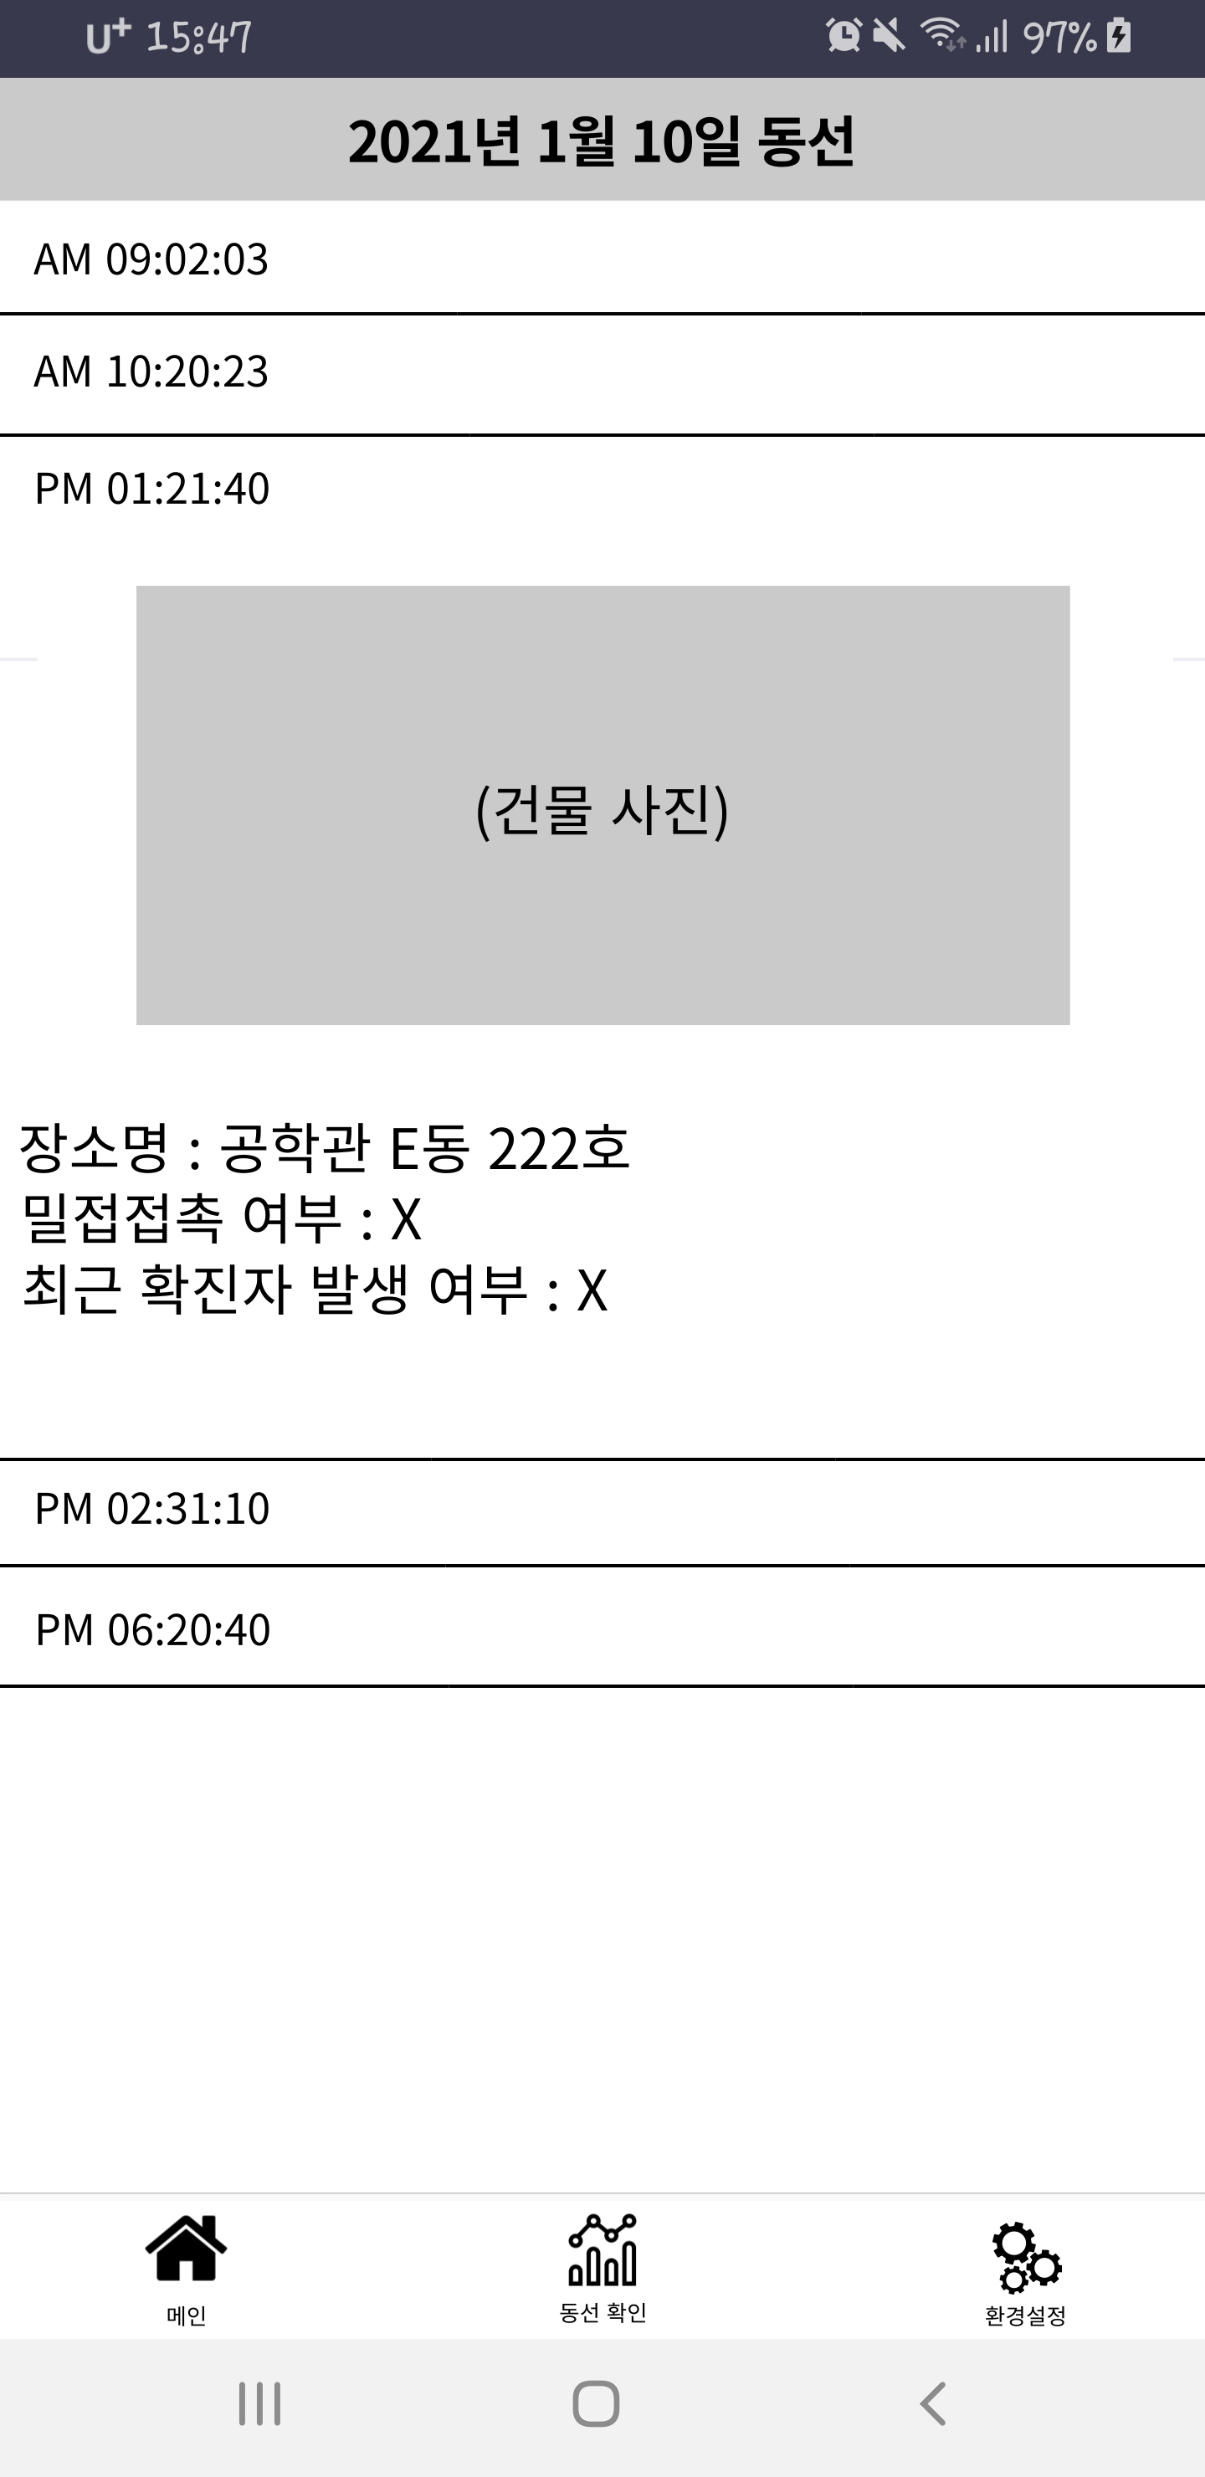 U+ 15:47 97%
2021년 1월 10일 동선
AM 09:02:03
AM 10:20:23
PM 01:21:40
(건물 사진)
장소명 : 공학관 E동 222호
밀접접촉 여부 : X
최근 확진자 발생 여부 : X
PM 02:31:10
PM 06:20:40
메인 동선 확인 환경설정